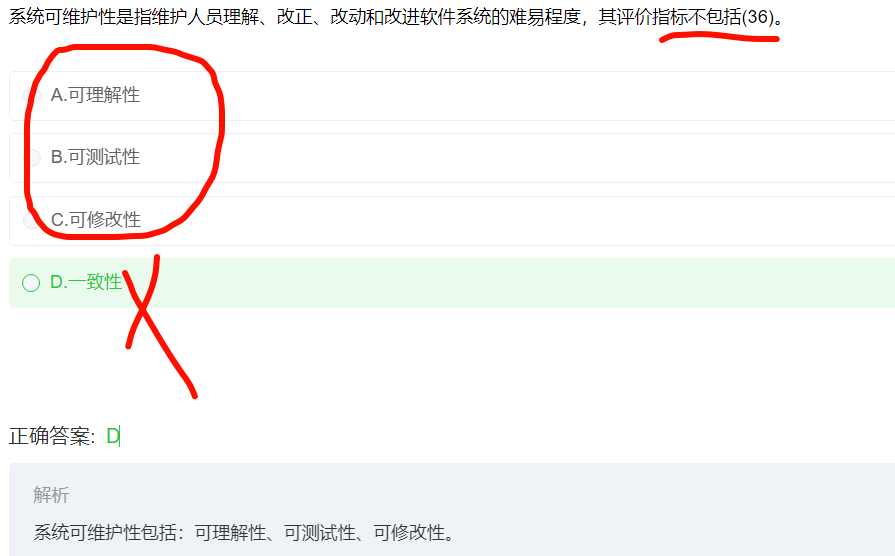 系统可维护性是指维护人员理解、改正、改动和改进软件系统的难易程度，其评价指标不包括(36)。
A.可理解性
B.可测试性
C.可修改性
D.一致性
正确答案: D
解析
系统可维护性包括：可理解性、可测试性、可修改性。